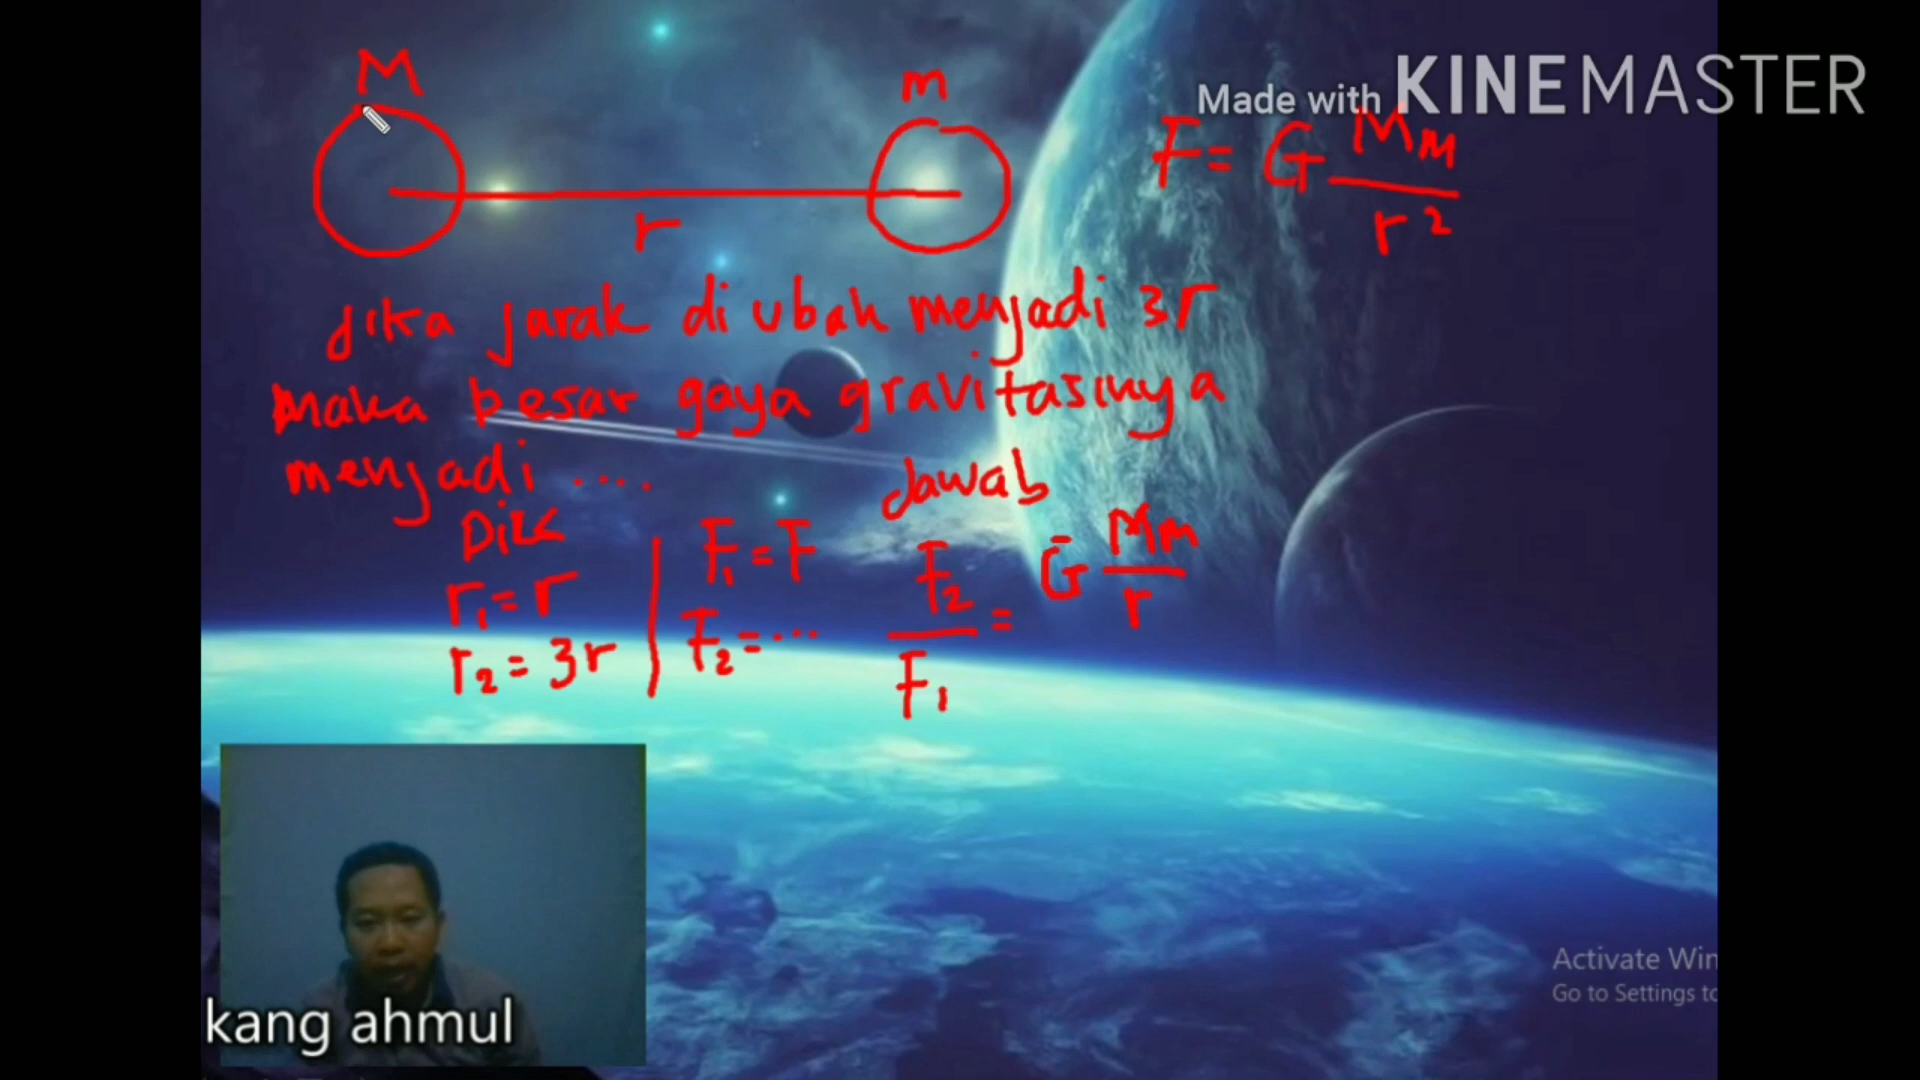 Made with KINEMASTER
M
m
r
F = G Mm / r²
Jika jarak di ubah menjadi 3r
Maka besar gaya gravitasinya
menjadi ....
Dik
r₁ = r
r₂ = 3r
F₁ = F
F₂ = ...
Jawab
F₂ / F₁ = G Mm / r
kang ahmul
Activate Win
Go to Settings to